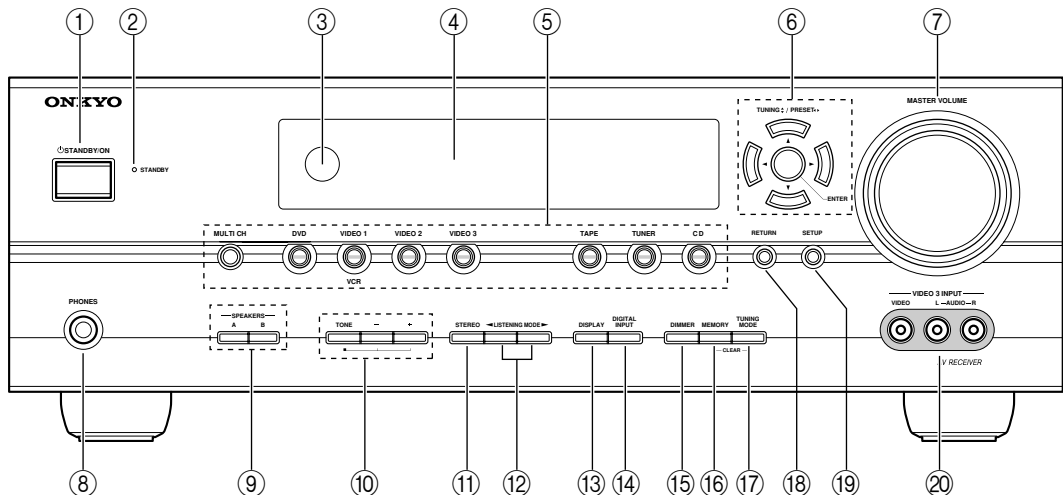 ① ② ③ ④ ⑤ ⑥ ⑦
ONKYO
⏻STANDBY/ON
STANDBY
TUNING / PRESET
ENTER
MASTER VOLUME
MULTI CH DVD VIDEO 1 VIDEO 2 VIDEO 3 TAPE TUNER CD
VCR
RETURN SETUP
PHONES
SPEAKERS
A B
TONE − +
STEREO ◄LISTENING MODE►
DISPLAY DIGITAL INPUT
DIMMER MEMORY TUNING MODE
CLEAR
VIDEO 3 INPUT
VIDEO L AUDIO R
AV RECEIVER
⑧ ⑨ ⑩ ⑪ ⑫ ⑬ ⑭ ⑮ ⑯ ⑰ ⑱ ⑲ ⑳